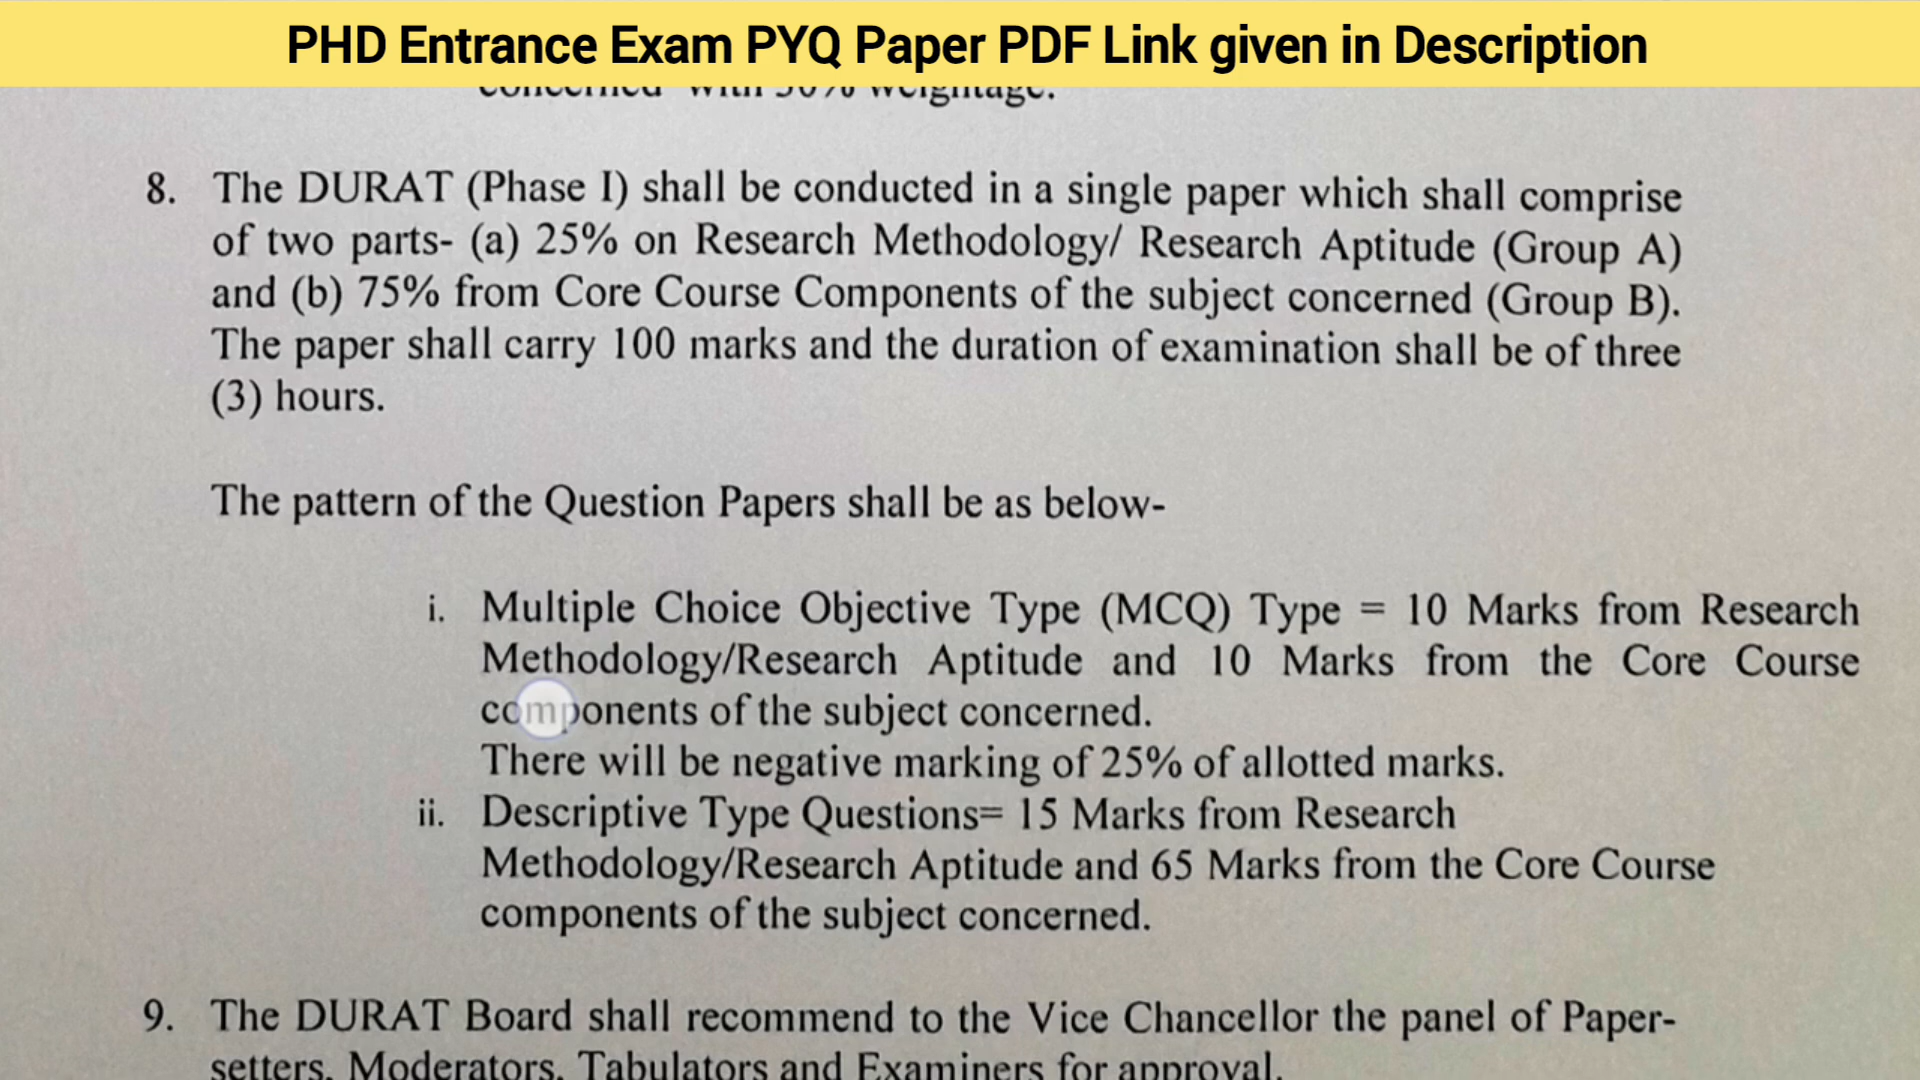 PHD Entrance Exam PYQ Paper PDF Link given in Description
concerned with 50% weightage.
8. The DURAT (Phase I) shall be conducted in a single paper which shall comprise
of two parts- (a) 25% on Research Methodology/ Research Aptitude (Group A)
and (b) 75% from Core Course Components of the subject concerned (Group B).
The paper shall carry 100 marks and the duration of examination shall be of three
(3) hours.
The pattern of the Question Papers shall be as below-
i. Multiple Choice Objective Type (MCQ) Type = 10 Marks from Research
Methodology/Research Aptitude and 10 Marks from the Core Course
components of the subject concerned.
There will be negative marking of 25% of allotted marks.
ii. Descriptive Type Questions= 15 Marks from Research
Methodology/Research Aptitude and 65 Marks from the Core Course
components of the subject concerned.
9. The DURAT Board shall recommend to the Vice Chancellor the panel of Paper-
setters, Moderators, Tabulators and Examiners for approval.